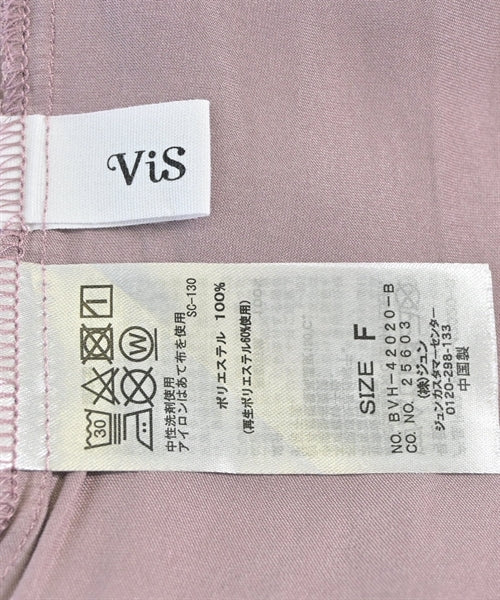 ViS
30
W
中性洗剤使用
アイロンはあて布を使用
SC-130
ポリエステル 100%
(再生ポリエステル60%使用)
SIZE F
NO. BVH-42020-B
CO.NO. 25603
(株)ジュン
ジュンカスタマーセンター
0120-298-133
中国製